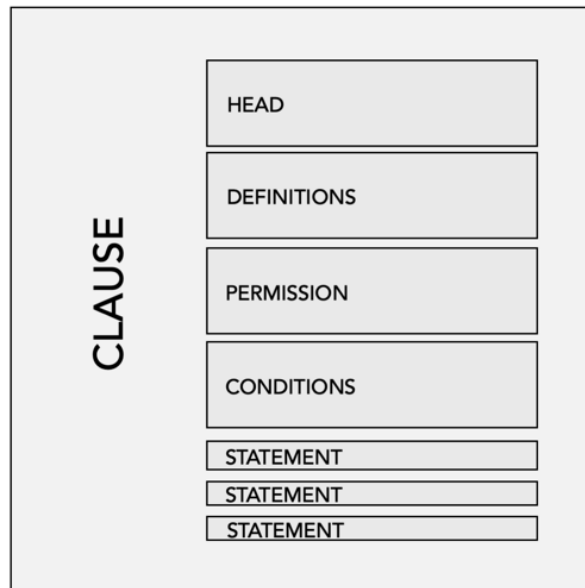 CLAUSE
HEAD
DEFINITIONS
PERMISSION
CONDITIONS
STATEMENT
STATEMENT
STATEMENT